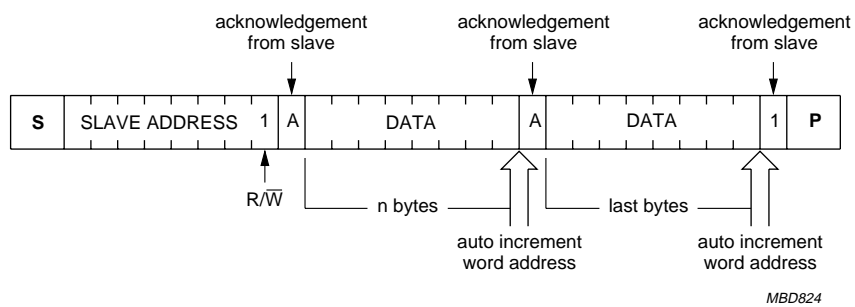 acknowledgement
from slave
acknowledgement
from slave
acknowledgement
from slave
S SLAVE ADDRESS 1 A DATA A DATA 1 P
R/W̅
n bytes
last bytes
auto increment
word address
auto increment
word address
MBD824